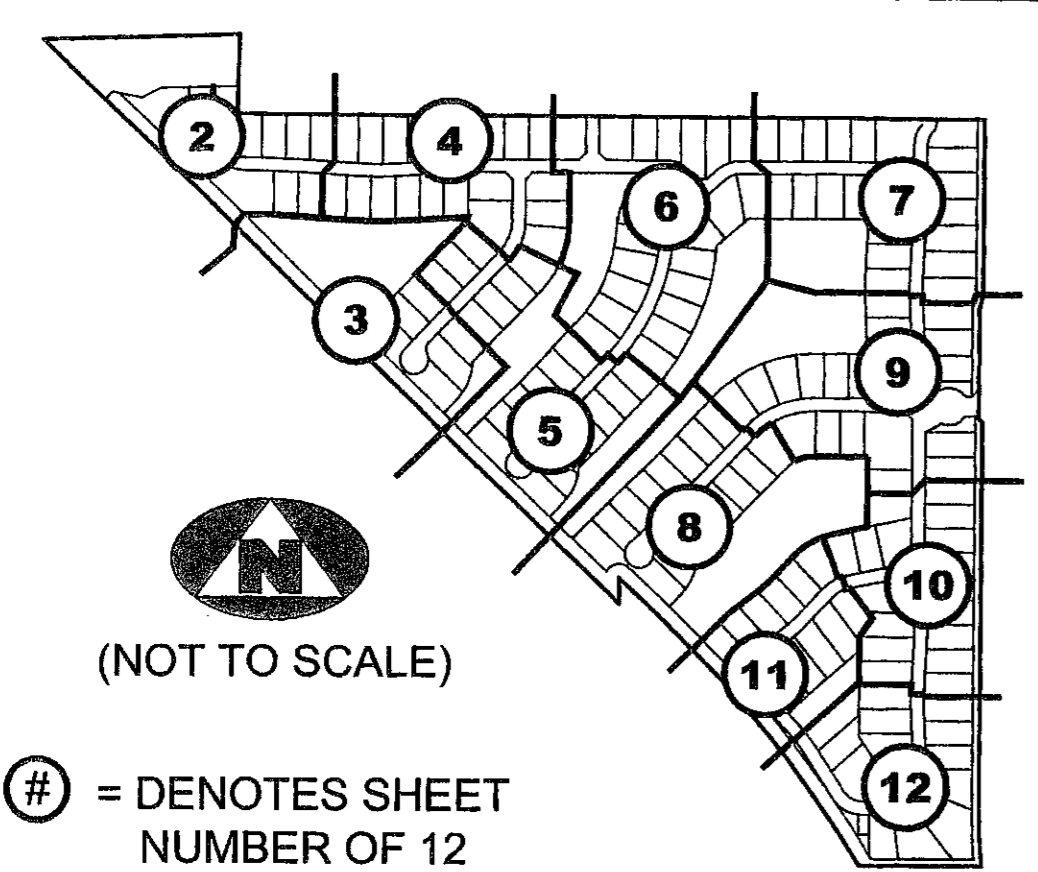 2
4
6
7
3
9
5
8
N
10
(NOT TO SCALE)
11
# = DENOTES SHEET
NUMBER OF 12
12